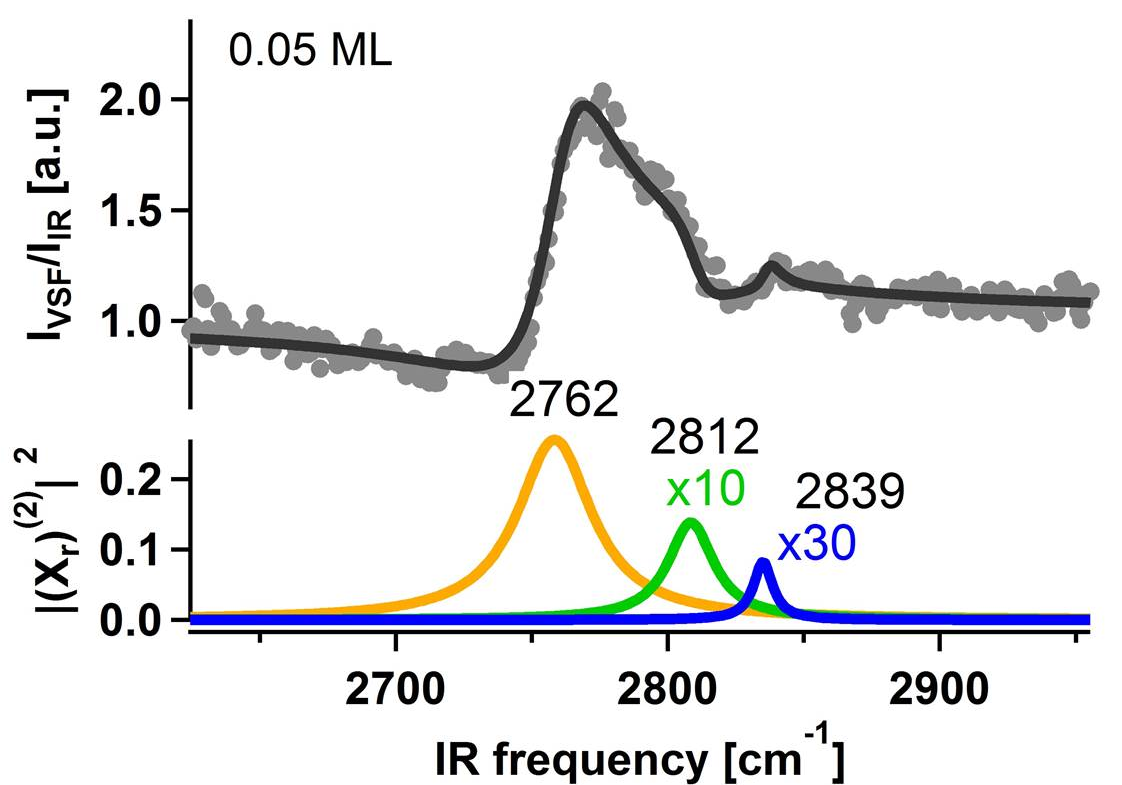 0.05 ML
I_VSF/I_IR [a.u.]
2.0
1.5
1.0
2762
2812
x10
2839
x30
|(X_r)^(2)| ^2
0.2
0.1
0.0
2700 2800 2900
IR frequency [cm^-1]